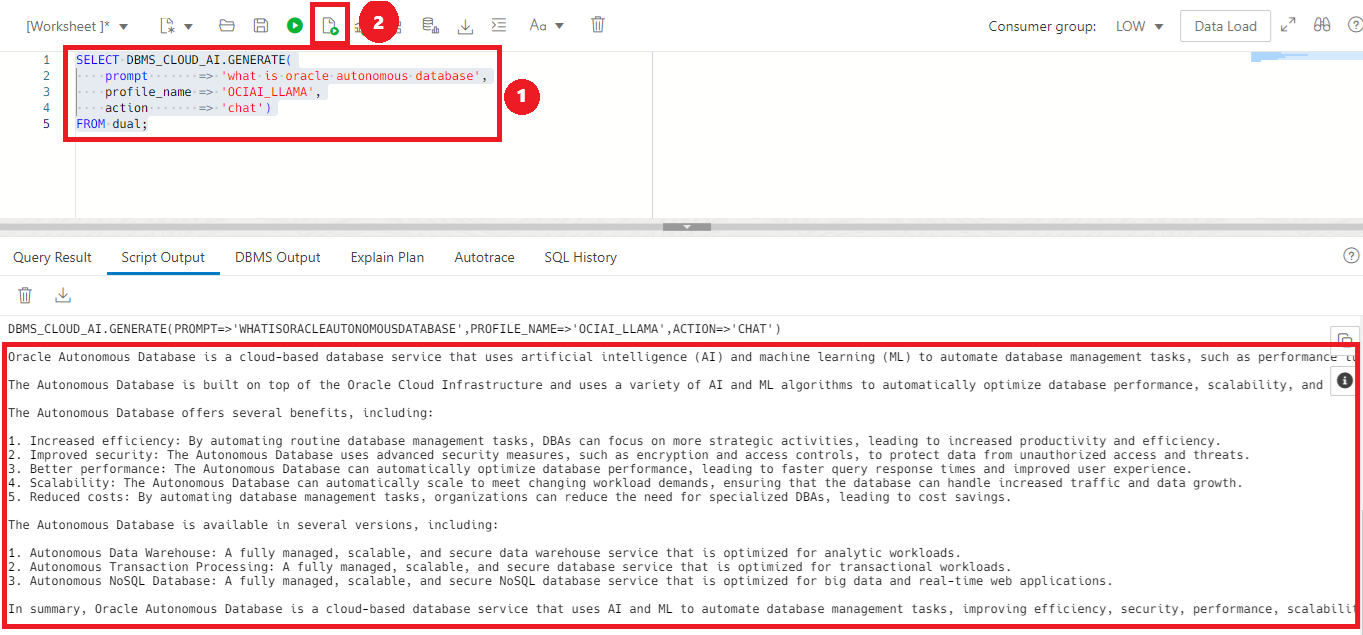 [Worksheet ]*
Aa
2
Consumer group:
LOW
Data Load
1 SELECT DBMS_CLOUD_AI.GENERATE(
2 prompt => 'what is oracle autonomous database',
3 profile_name => 'OCIAI_LLAMA',
4 action => 'chat')
5 FROM dual;
1
Query Result
Script Output
DBMS Output
Explain Plan
Autotrace
SQL History
DBMS_CLOUD_AI.GENERATE(PROMPT=>'WHATISORACLEAUTONOMOUSDATABASE',PROFILE_NAME=>'OCIAI_LLAMA',ACTION=>'CHAT')
Oracle Autonomous Database is a cloud-based database service that uses artificial intelligence (AI) and machine learning (ML) to automate database management tasks, such as performance
The Autonomous Database is built on top of the Oracle Cloud Infrastructure and uses a variety of AI and ML algorithms to automatically optimize database performance, scalability, and
The Autonomous Database offers several benefits, including:
1. Increased efficiency: By automating routine database management tasks, DBAs can focus on more strategic activities, leading to increased productivity and efficiency.
2. Improved security: The Autonomous Database uses advanced security measures, such as encryption and access controls, to protect data from unauthorized access and threats.
3. Better performance: The Autonomous Database can automatically optimize database performance, leading to faster query response times and improved user experience.
4. Scalability: The Autonomous Database can automatically scale to meet changing workload demands, ensuring that the database can handle increased traffic and data growth.
5. Reduced costs: By automating database management tasks, organizations can reduce the need for specialized DBAs, leading to cost savings.
The Autonomous Database is available in several versions, including:
1. Autonomous Data Warehouse: A fully managed, scalable, and secure data warehouse service that is optimized for analytic workloads.
2. Autonomous Transaction Processing: A fully managed, scalable, and secure database service that is optimized for transactional workloads.
3. Autonomous NoSQL Database: A fully managed, scalable, and secure NoSQL database service that is optimized for big data and real-time web applications.
In summary, Oracle Autonomous Database is a cloud-based database service that uses AI and ML to automate database management tasks, improving efficiency, security, performance,